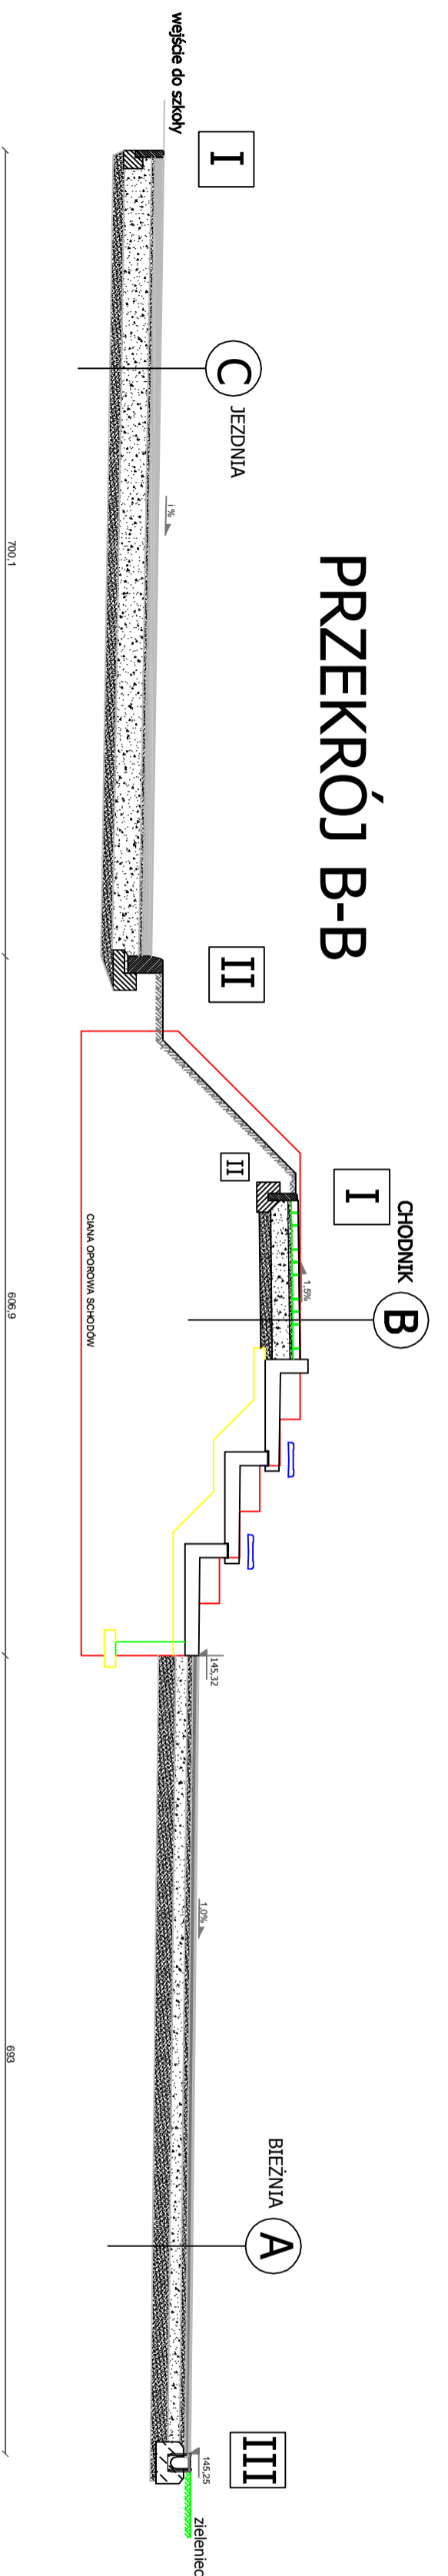 PRZEKRÓJ B-B
wejście do szkoły
I
C
JEZDNIA
i %
II
II
I
CHODNIK
1,5%
B
CIANA OPOROWA SCHODÓW
145,32
1,0%
BIEŻNIA
A
III
145,25
zieleniec
700,1
606,9
693